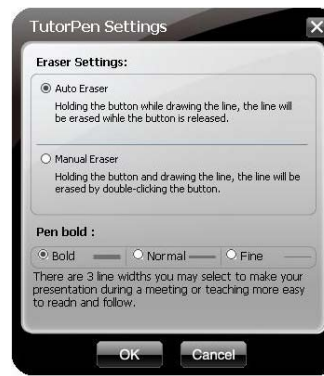 TutorPen Settings
Eraser Settings:
Auto Eraser
Holding the button while drawing the line, the line will
be erased wihle the button is released.
Manual Eraser
Holding the button and drawing the line, the line will be
erased by double-clicking the button.
Pen bold :
Bold Normal Fine
There are 3 line widths you may select to make your
presentation during a meeting or teaching more easy
to readn and follow.
OK Cancel